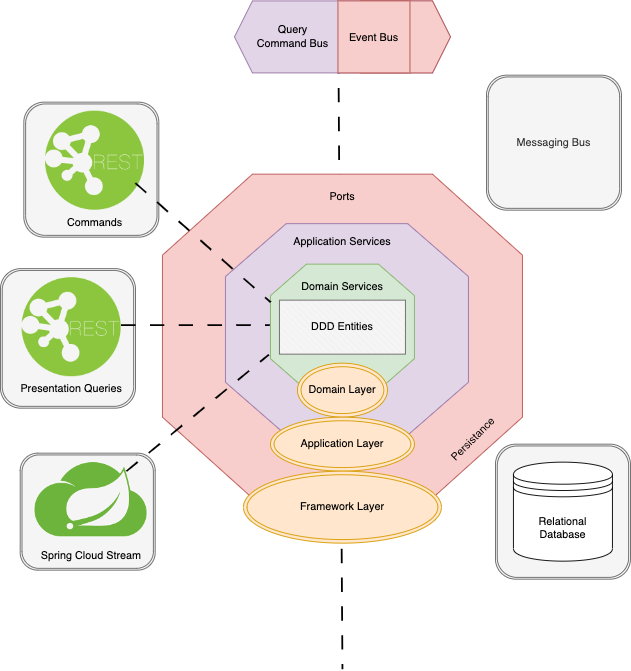 Query
Command Bus
Event Bus
Messaging Bus
REST
Commands
Ports
Application Services
Domain Services
DDD Entities
REST
Presentation Queries
Domain Layer
Application Layer
Persistance
Framework Layer
Spring Cloud Stream
Relational
Database